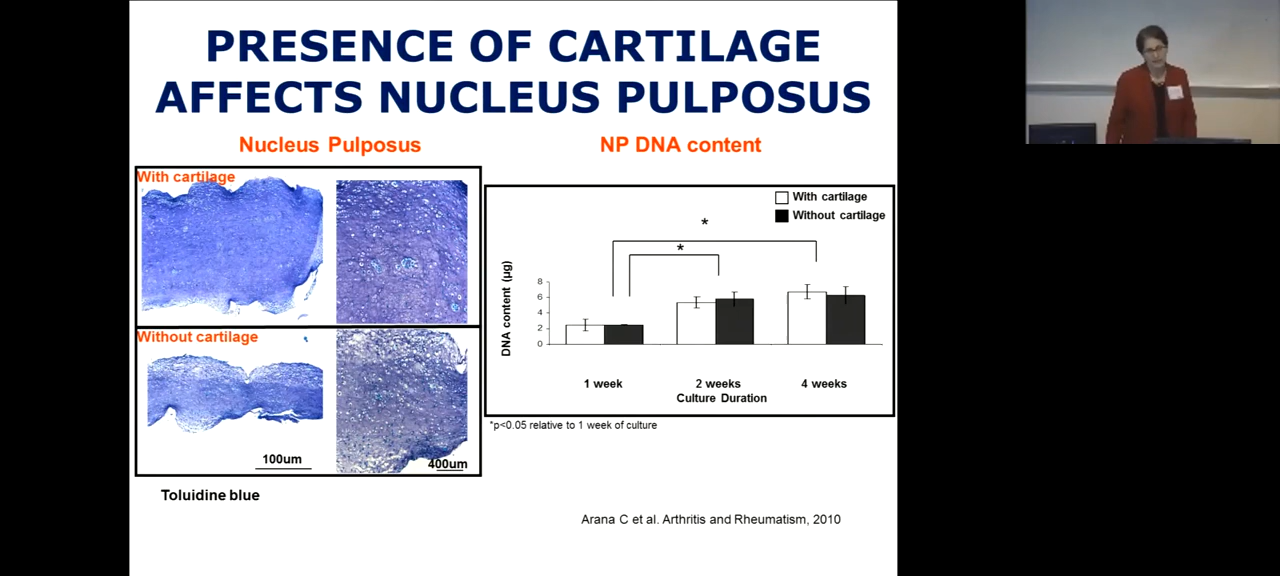 PRESENCE OF CARTILAGE
AFFECTS NUCLEUS PULPOSUS
Nucleus Pulposus
With cartilage
Without cartilage
100um
400um
Toluidine blue
NP DNA content
With cartilage
Without cartilage
*
*
DNA content (µg)
8
6
4
2
0
1 week
2 weeks
4 weeks
Culture Duration
*p<0.05 relative to 1 week of culture
Arana C et al. Arthritis and Rheumatism, 2010